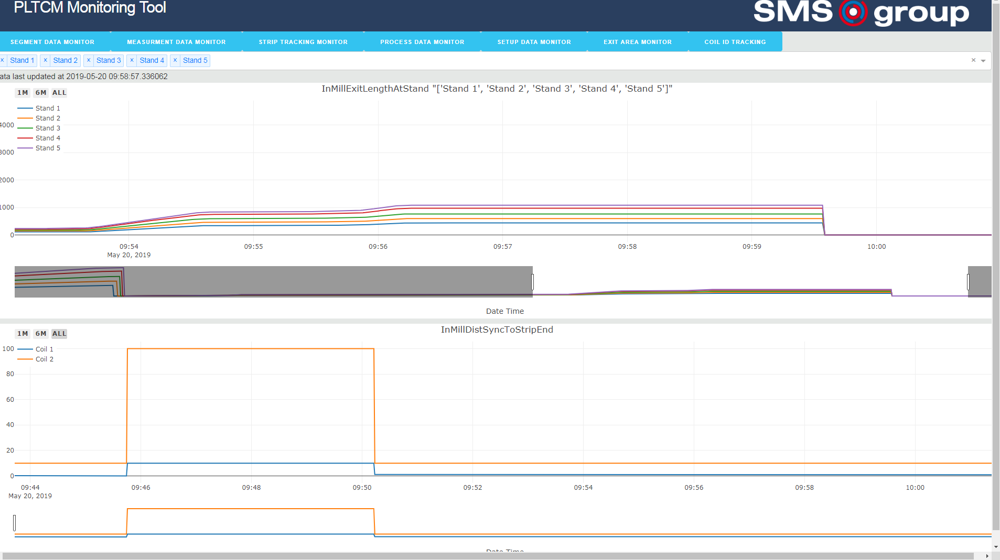 PLTCM Monitoring Tool
SMS group
SEGMENT DATA MONITOR MEASURMENT DATA MONITOR STRIP TRACKING MONITOR PROCESS DATA MONITOR SETUP DATA MONITOR EXIT AREA MONITOR COIL ID TRACKING
× Stand 1 × Stand 2 × Stand 3 × Stand 4 × Stand 5 ×
ata last updated at 2019-05-20 09:58:57.336062
InMillExitLengthAtStand "['Stand 1', 'Stand 2', 'Stand 3', 'Stand 4', 'Stand 5']"
1M 6M ALL
Stand 1
Stand 2
Stand 3
Stand 4
Stand 5
4000
3000
2000
1000
0
09:54 09:55 09:56 09:57 09:58 09:59 10:00
May 20, 2019
Date Time
InMillDistSyncToStripEnd
1M 6M ALL
Coil 1
Coil 2
100
80
60
40
20
0
09:44 09:46 09:48 09:50 09:52 09:54 09:56 09:58 10:00
May 20, 2019
Date Time